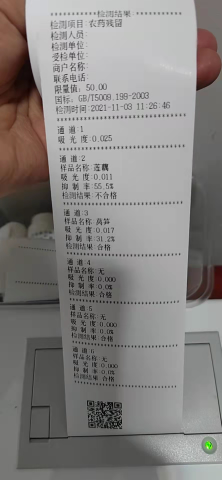 检测结果
检测项目:农药残留
检测人员:
检测单位:
受检单位:
商户名称:
联系电话:
限量值: 50.00
国标: GB/T5009.199-2003
检测时间:2021-11-03 11:26:46
通 道 1
吸 光 度:0.025
通 道 2
样品名称:莲藕
吸 光 度:0.011
抑 制 率:55.5%
检测结果:不合格
通 道 3
样品名称:莴笋
吸 光 度:0.017
抑 制 率:31.2%
检测结果:合格
通 道 4
样品名称:无
吸 光 度:0.000
抑 制 率:0.0%
检测结果:合格
通 道 5
样品名称:无
吸 光 度:0.000
抑 制 率:0.0%
检测结果:合格
通 道 6
样品名称:无
吸 光 度:0.000
抑 制 率:0.0%
检测结果:合格